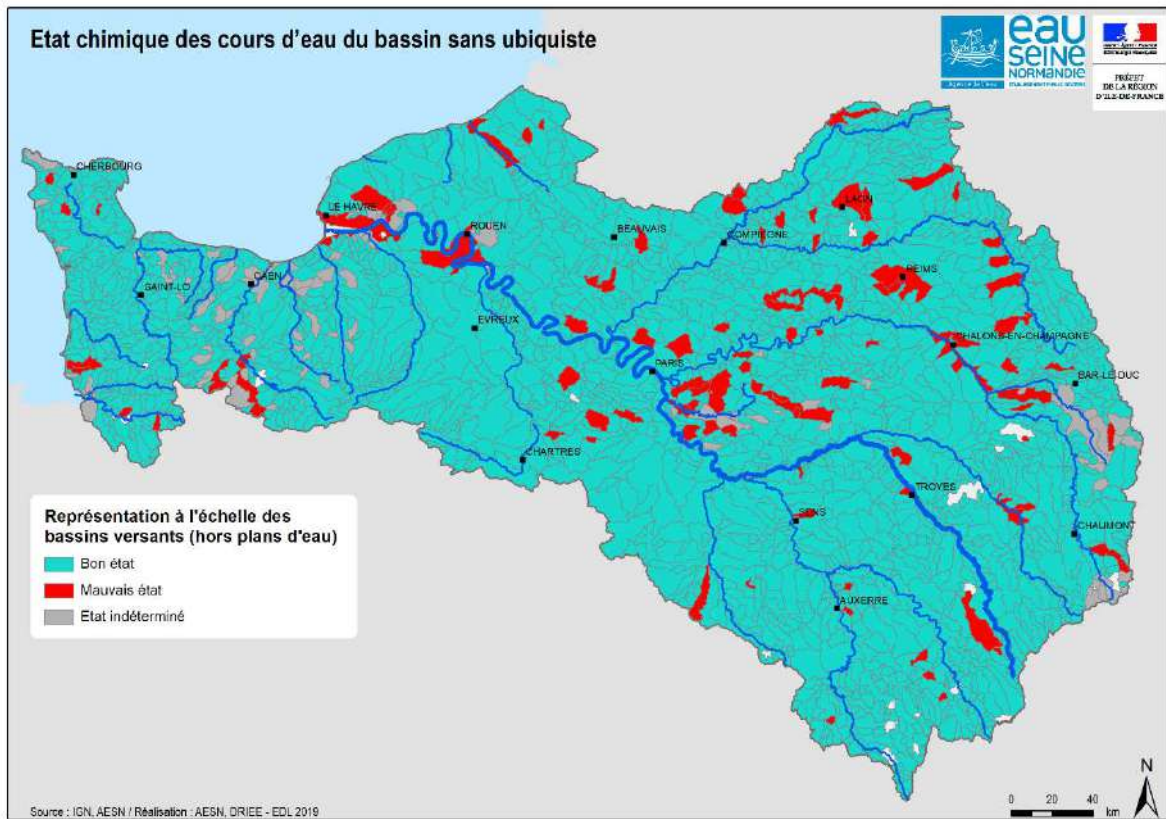 Etat chimique des cours d'eau du bassin sans ubiquiste
eau
SEINE
NORMANDIE
Agence de l'eau
PRÉFET
DE LA RÉGION
D'ILE-DE-FRANCE
CHERBOURG
LE HAVRE
ROUEN
BEAUVAIS
COMPIEGNE
LAON
SAINT-LO
CAEN
REIMS
EVREUX
CHALONS-EN-CHAMPAGNE
PARIS
BAR-LE-DUC
CHARTRES
TROYES
SENS
CHAUMONT
AUXERRE
Représentation à l'échelle des
bassins versants (hors plans d'eau)
Bon état
Mauvais état
Etat indéterminé
N
0 20 40
km
Source : IGN, AESN / Réalisation : AESN, DRIEE - EDL 2019